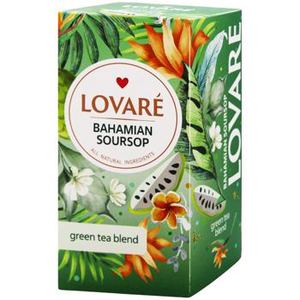 LOVARÉ
BAHAMIAN
SOURSOP
ALL NATURAL INGREDIENTS
green tea blend
LOVARÉ
BAHAMIAN SOURSOP
green tea
blend